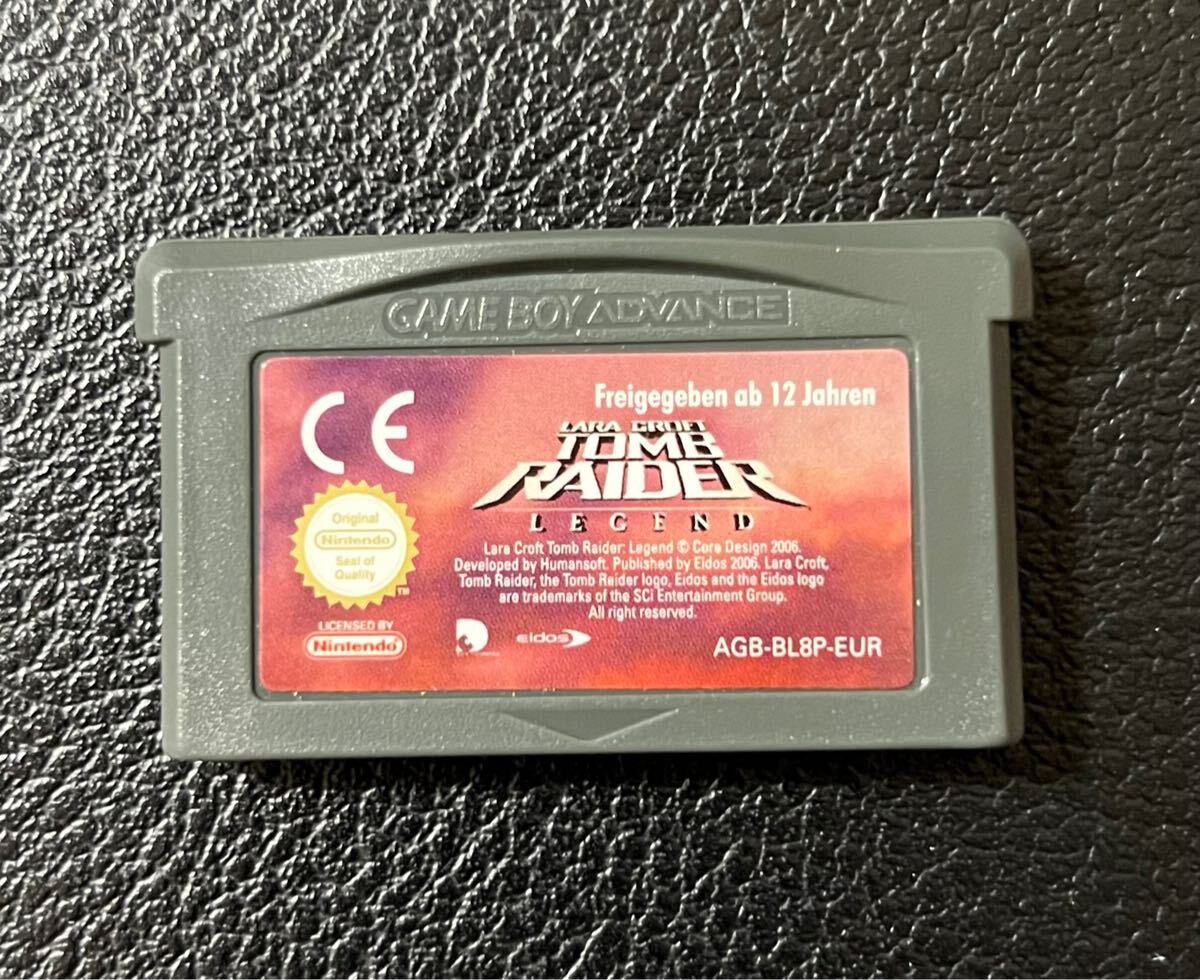 GAME BOY ADVANCE
CE
Freigegeben ab 12 Jahren
LARA CROFT
TOMB
RAIDER
LEGEND
Original
Nintendo
Seal of
Quality
TM
Lara Croft Tomb Raider: Legend © Core Design 2006.
Developed by Humansoft. Published by Eidos 2006. Lara Croft,
Tomb Raider, the Tomb Raider logo, Eidos and the Eidos logo
are trademarks of the SCi Entertainment Group.
All right reserved.
LICENSED BY
Nintendo
eidos
AGB-BL8P-EUR